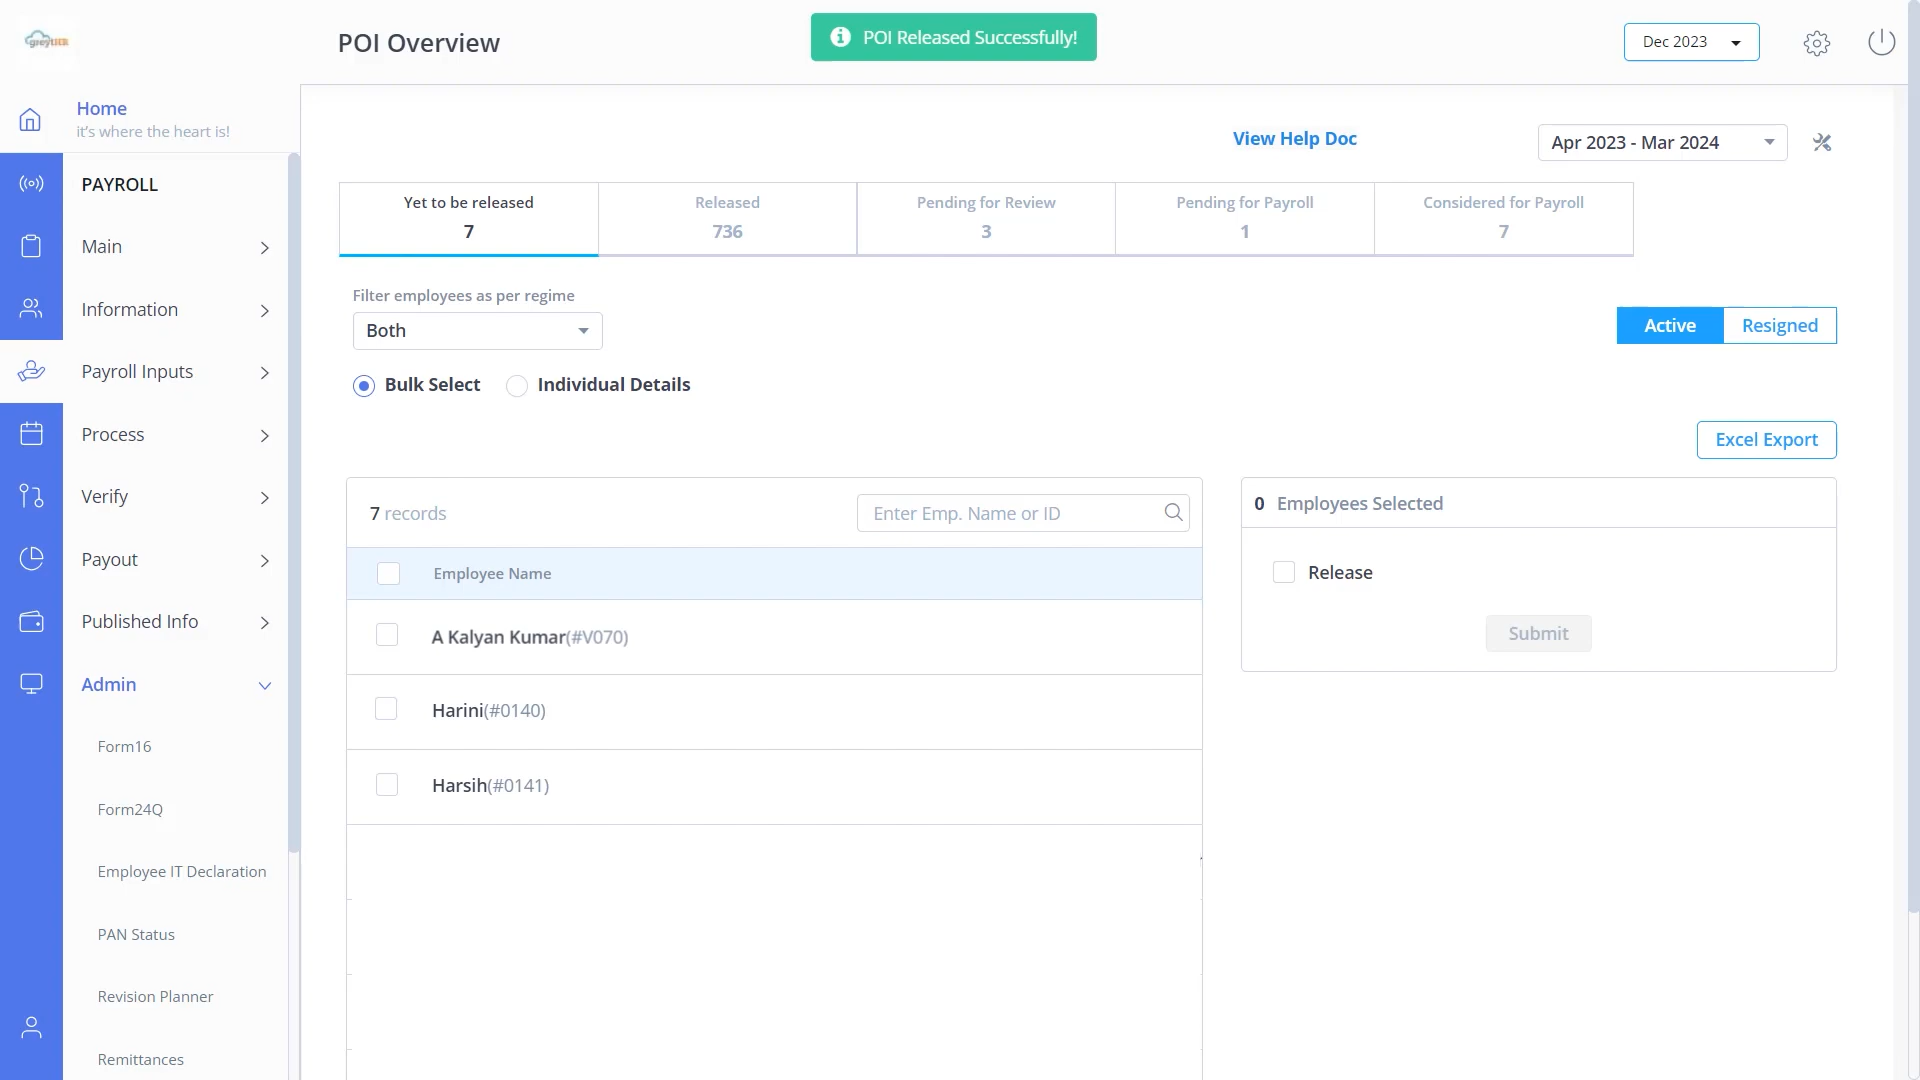 greytHR
POI Overview
POI Released Successfully!
Dec 2023
Home
it's where the heart is!
View Help Doc
Apr 2023 - Mar 2024
PAYROLL
Main
Information
Payroll Inputs
Process
Verify
Payout
Published Info
Admin
Form16
Form24Q
Employee IT Declaration
PAN Status
Revision Planner
Remittances
Yet to be released
7
Released
736
Pending for Review
3
Pending for Payroll
1
Considered for Payroll
7
Filter employees as per regime
Both
Active
Resigned
Bulk Select
Individual Details
Excel Export
7 records
Enter Emp. Name or ID
Employee Name
A Kalyan Kumar(#V070)
Harini(#0140)
Harsih(#0141)
0 Employees Selected
Release
Submit